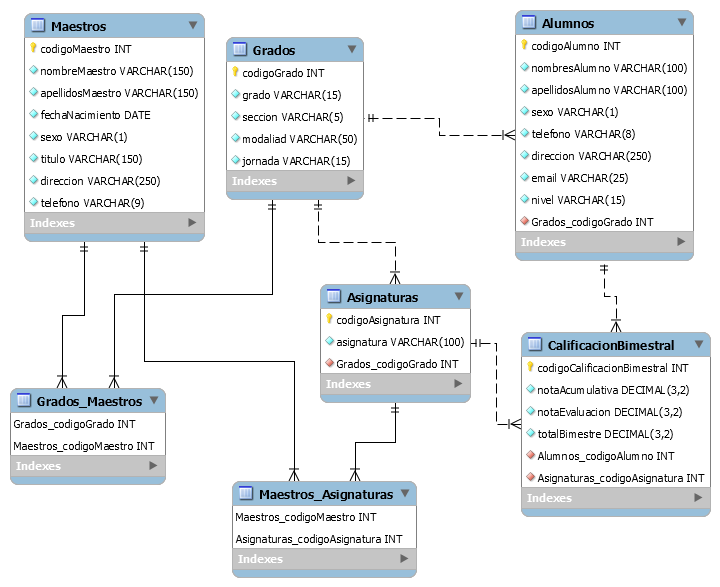 Maestros
codigoMaestro INT
nombreMaestro VARCHAR(150)
apellidosMaestro VARCHAR(150)
fechaNacimiento DATE
sexo VARCHAR(1)
titulo VARCHAR(150)
direccion VARCHAR(250)
telefono VARCHAR(9)
Indexes
Grados
codigoGrado INT
grado VARCHAR(15)
seccion VARCHAR(5)
modaliad VARCHAR(50)
jornada VARCHAR(15)
Indexes
Alumnos
codigoAlumno INT
nombresAlumno VARCHAR(100)
apellidosAlumno VARCHAR(100)
sexo VARCHAR(1)
telefono VARCHAR(8)
direccion VARCHAR(250)
email VARCHAR(25)
nivel VARCHAR(15)
Grados_codigoGrado INT
Indexes
Asignaturas
codigoAsignatura INT
asignatura VARCHAR(100)
Grados_codigoGrado INT
Indexes
CalificacionBimestral
codigoCalificacionBimestral INT
notaAcumulativa DECIMAL(3,2)
notaEvaluacion DECIMAL(3,2)
totalBimestre DECIMAL(3,2)
Alumnos_codigoAlumno INT
Asignaturas_codigoAsignatura INT
Indexes
Grados_Maestros
Grados_codigoGrado INT
Maestros_codigoMaestro INT
Indexes
Maestros_Asignaturas
Maestros_codigoMaestro INT
Asignaturas_codigoAsignatura INT
Indexes